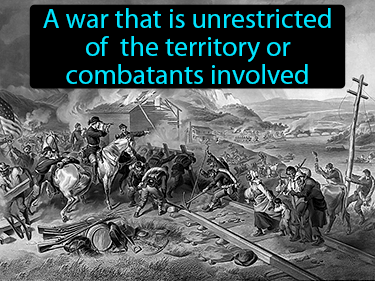 A war that is unrestricted
of the territory or
combatants involved